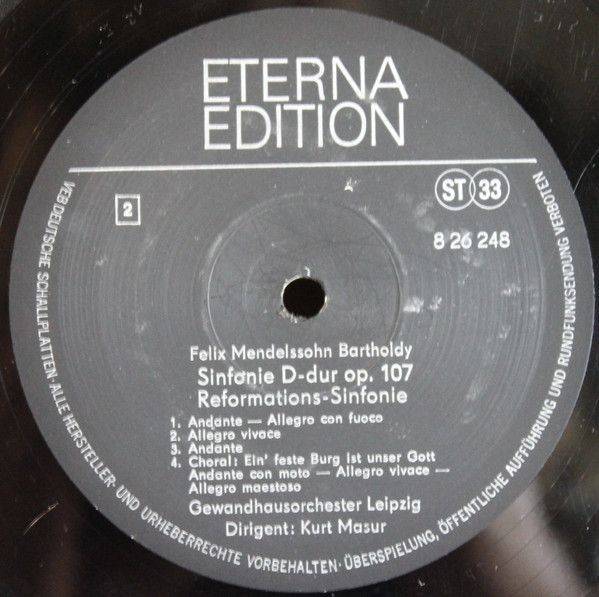 ETERNA
EDITION
2
ST 33
8 26 248
Felix Mendelssohn Bartholdy
Sinfonie D-dur op. 107
Reformations-Sinfonie
1. Andante — Allegro con fuoco
2. Allegro vivace
3. Andante
4. Choral: Ein' feste Burg ist unser Gott
Andante con moto — Allegro vivace —
Allegro maestoso
Gewandhausorchester Leipzig
Dirigent: Kurt Masur
VEB DEUTSCHE SCHALLPLATTEN · ALLE HERSTELLER- UND URHEBERRECHTE VORBEHALTEN · ÜBERSPIELUNG, ÖFFENTLICHE AUFFÜHRUNG UND RUNDFUNKSENDUNG VERBOTEN